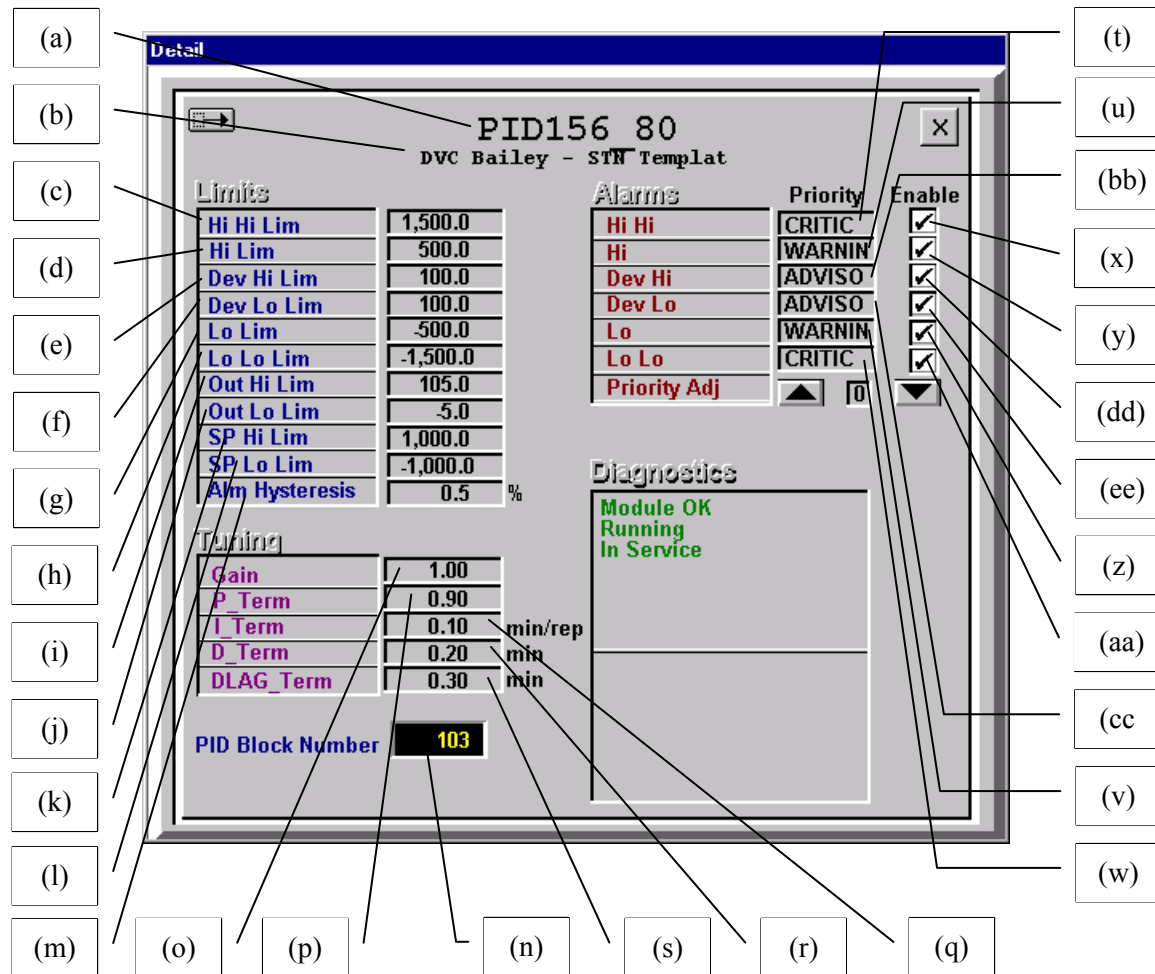 (a)
(b)
(c)
(d)
(e)
(f)
(g)
(h)
(i)
(j)
(k)
(l)
(m)
Detail
PID156_80
DVC Bailey - STN Templat
Limits
Hi Hi Lim 1,500.0
Hi Lim 500.0
Dev Hi Lim 100.0
Dev Lo Lim 100.0
Lo Lim -500.0
Lo Lo Lim -1,500.0
Out Hi Lim 105.0
Out Lo Lim -5.0
SP Hi Lim 1,000.0
SP Lo Lim -1,000.0
Alm Hysteresis 0.5 %
Tuning
Gain 1.00
P_Term 0.90
I_Term 0.10 min/rep
D_Term 0.20 min
DLAG_Term 0.30 min
PID Block Number 103
Alarms Priority Enable
Hi Hi CRITIC
Hi WARNIN
Dev Hi ADVISO
Dev Lo ADVISO
Lo WARNIN
Lo Lo CRITIC
Priority Adj 0
Diagnostics
Module OK
Running
In Service
(t)
(u)
(bb)
(x)
(y)
(dd)
(ee)
(z)
(aa)
(cc
(v)
(w)
(o)
(p)
(n)
(s)
(r)
(q)